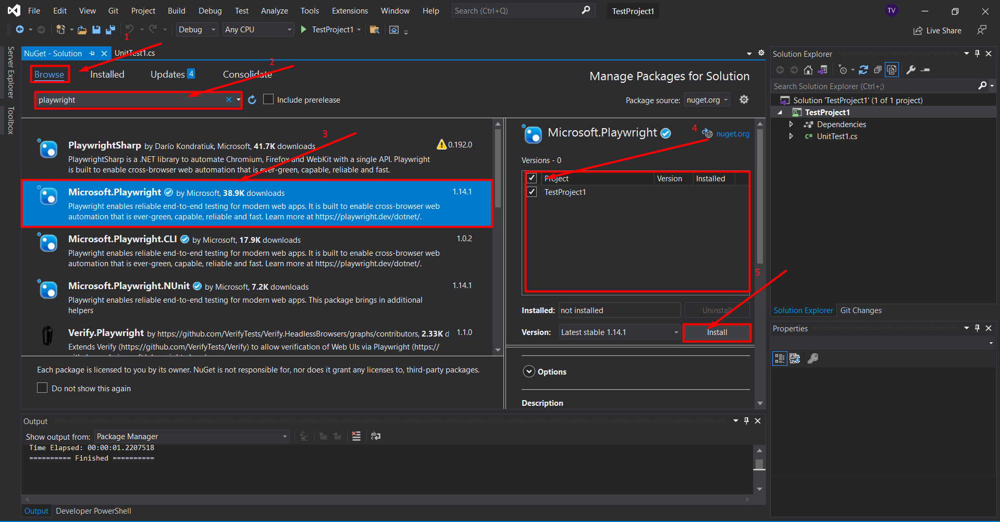 File Edit View Git Project Build Debug Test Analyze Tools Extensions Window Help Search (Ctrl+Q) TestProject1 TV
Debug Any CPU TestProject1 Live Share
1
Server Explorer
Toolbox
NuGet - Solution UnitTest1.cs
2
Browse Installed Updates 4 Consolidate Manage Packages for Solution
playwright Include prerelease Package source: nuget.org
3
PlaywrightSharp by Darío Kondratiuk, Microsoft, 41.7K downloads 0.192.0
PlaywrightSharp is a .NET library to automate Chromium, Firefox and WebKit with a single API. Playwright
is built to enable cross-browser web automation that is ever-green, capable, reliable and fast.
Microsoft.Playwright by Microsoft, 38.9K downloads 1.14.1
Playwright enables reliable end-to-end testing for modern web apps. It is built to enable cross-browser web
automation that is ever-green, capable, reliable and fast. Learn more at https://playwright.dev/dotnet/.
Microsoft.Playwright.CLI by Microsoft, 17.9K downloads 1.0.2
Playwright enables reliable end-to-end testing for modern web apps. It is built to enable cross-browser web
automation that is ever-green, capable, reliable and fast. Learn more at https://playwright.dev/dotnet/.
Microsoft.Playwright.NUnit by Microsoft, 7.2K downloads 1.14.1
Playwright enables reliable end-to-end testing for modern web apps. This package brings in additional
helpers
Verify.Playwright by https://github.com/VerifyTests/Verify.HeadlessBrowsers/graphs/contributors, 2.33K d 1.1.0
Extends Verify (https://github.com/VerifyTests/Verify) to allow verification of Web UIs via Playwright (https://
Each package is licensed to you by its owner. NuGet is not responsible for, nor does it grant any licenses to, third-party packages.
Do not show this again
Microsoft.Playwright 4 nuget.org
Versions - 0
Project Version Installed
TestProject1
5
Installed: not installed Uninstall
Version: Latest stable 1.14.1 Install
Options
Description
Output
Show output from: Package Manager
Time Elapsed: 00:00:01.2207518
========== Finished ==========
Output Developer PowerShell
Solution Explorer
Search Solution Explorer (Ctrl+;)
Solution 'TestProject1' (1 of 1 project)
TestProject1
Dependencies
C# UnitTest1.cs
Solution Explorer Git Changes
Properties